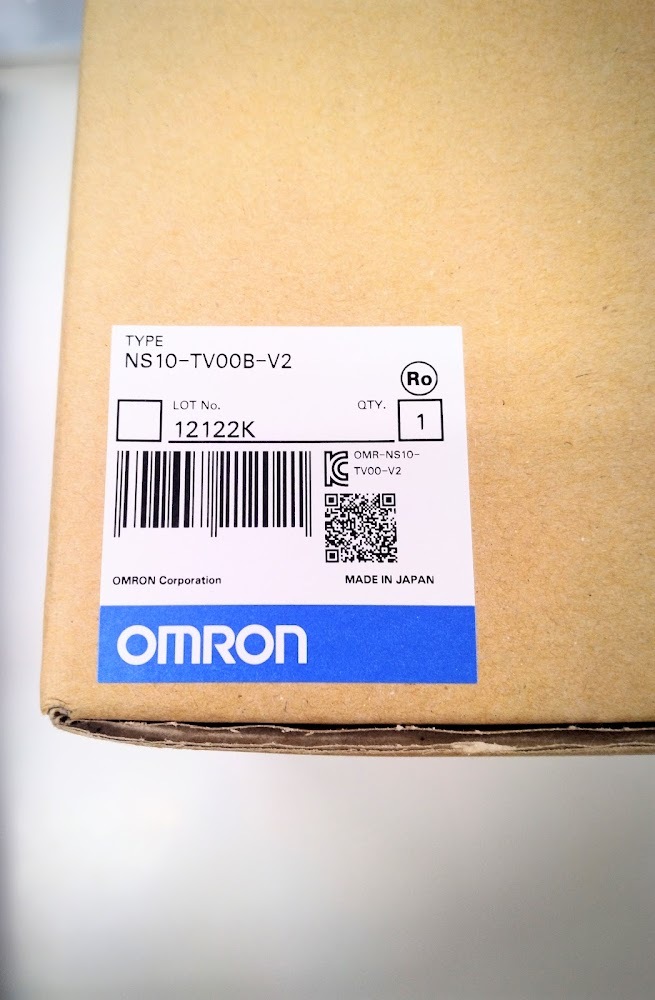 TYPE
NS10-TV00B-V2
Ro
LOT No.
QTY.
12122K
1
KC
OMR-NS10-
TV00-V2
OMRON Corporation
MADE IN JAPAN
OMRON